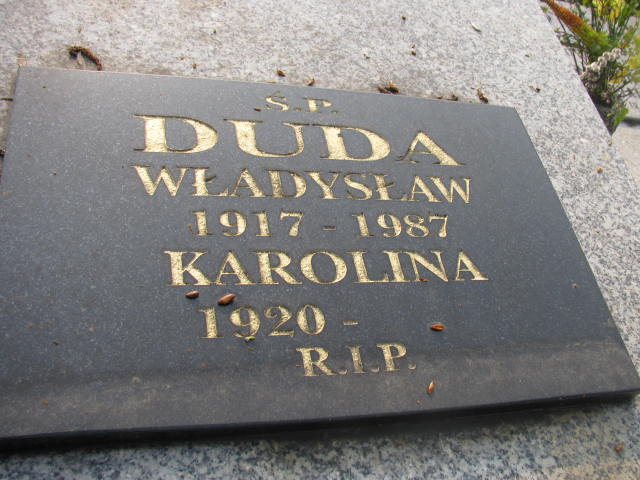 Ś.P.
DUDA
WŁADYSŁAW
1917 - 1987
KAROLINA
1920 -
R.I.P.